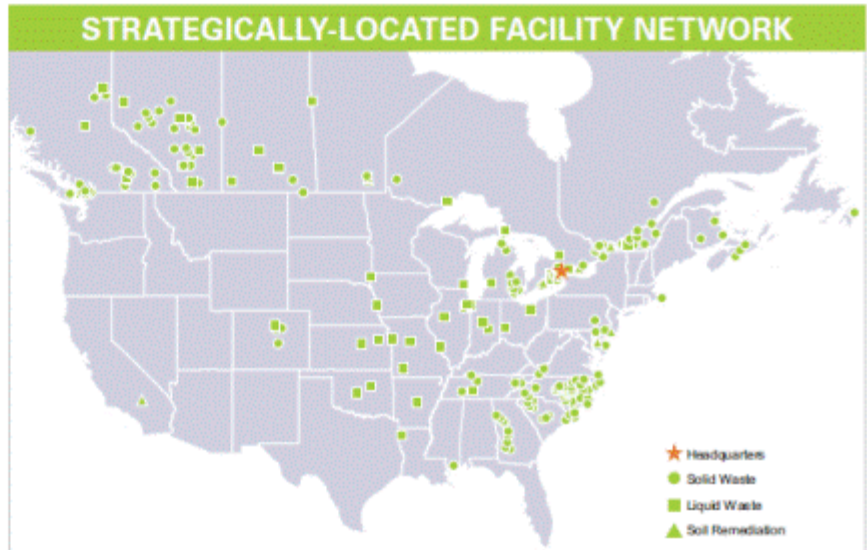 STRATEGICALLY-LOCATED FACILITY NETWORK
Headquarters
Solid Waste
Liquid Waste
Soil Remediation